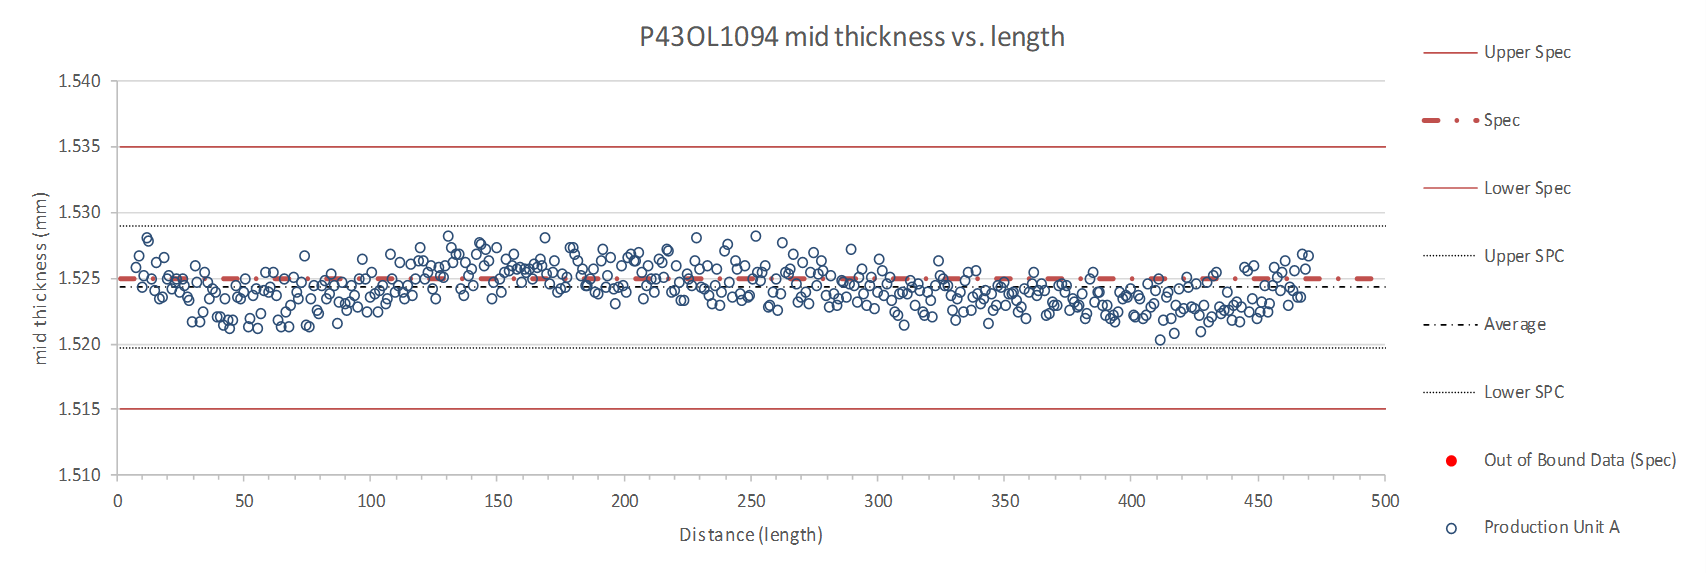 P43OL1094 mid thickness vs. length
1.540
1.535
1.530
1.525
1.520
1.515
1.510
mid thickness (mm)
0 50 100 150 200 250 300 350 400 450 500
Distance (length)
Upper Spec
Spec
Lower Spec
Upper SPC
Average
Lower SPC
Out of Bound Data (Spec)
Production Unit A